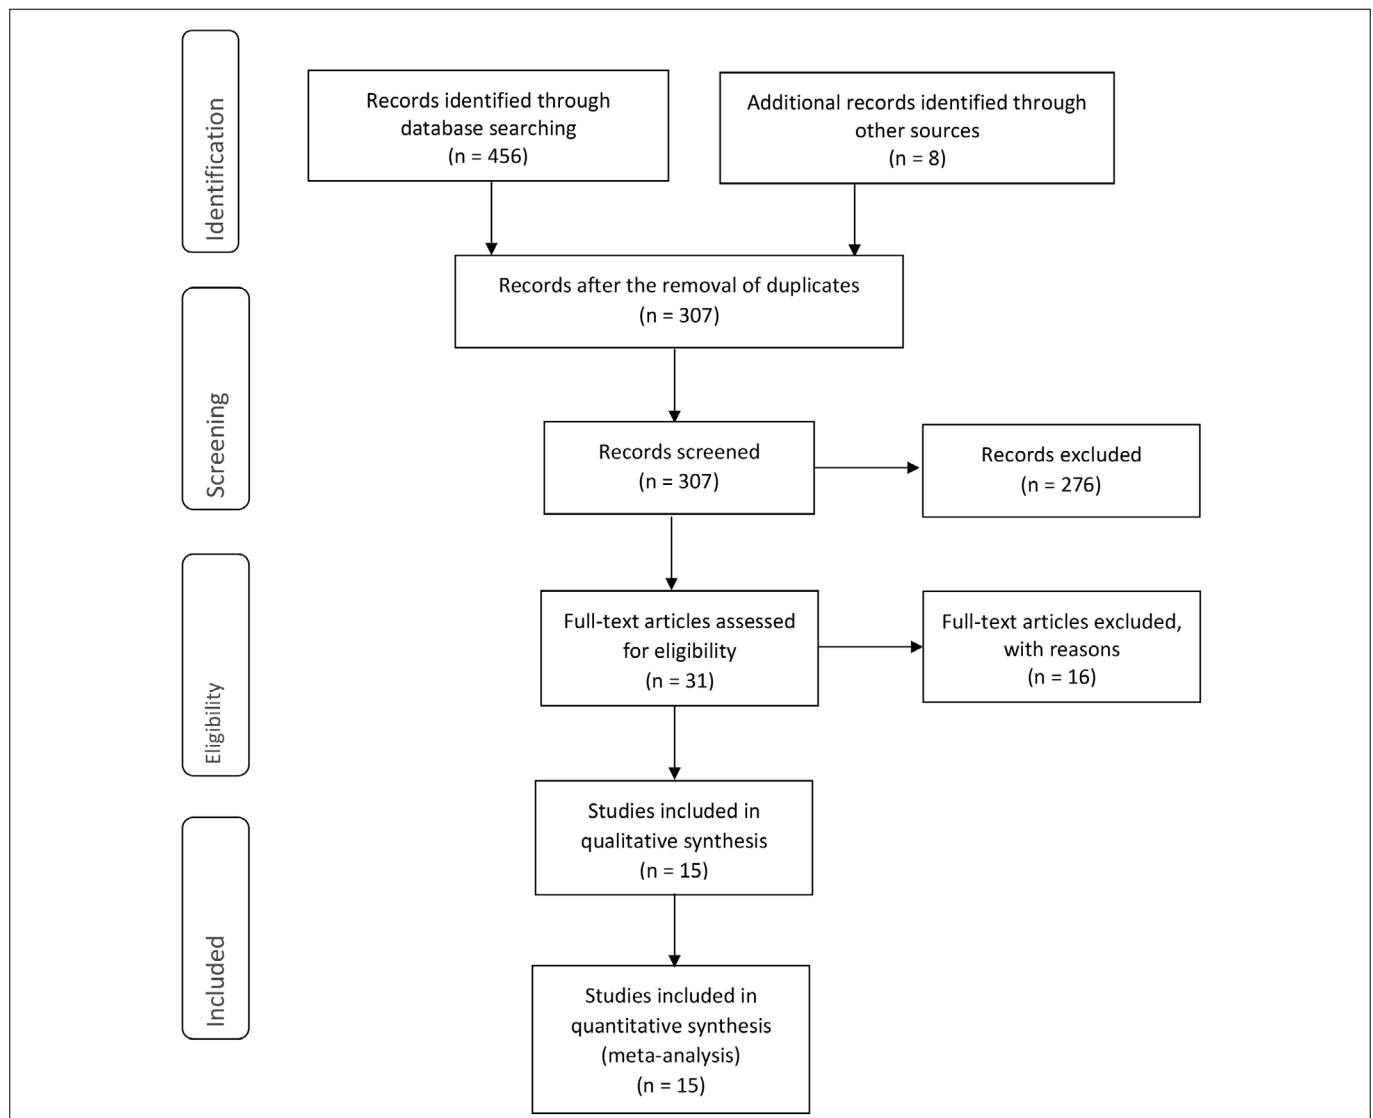 Identification
Records identified through
database searching
(n = 456)
Additional records identified through
other sources
(n = 8)
Records after the removal of duplicates
(n = 307)
Screening
Records screened
(n = 307)
Records excluded
(n = 276)
Eligibility
Full-text articles assessed
for eligibility
(n = 31)
Full-text articles excluded,
with reasons
(n = 16)
Studies included in
qualitative synthesis
(n = 15)
Included
Studies included in
quantitative synthesis
(meta-analysis)
(n = 15)